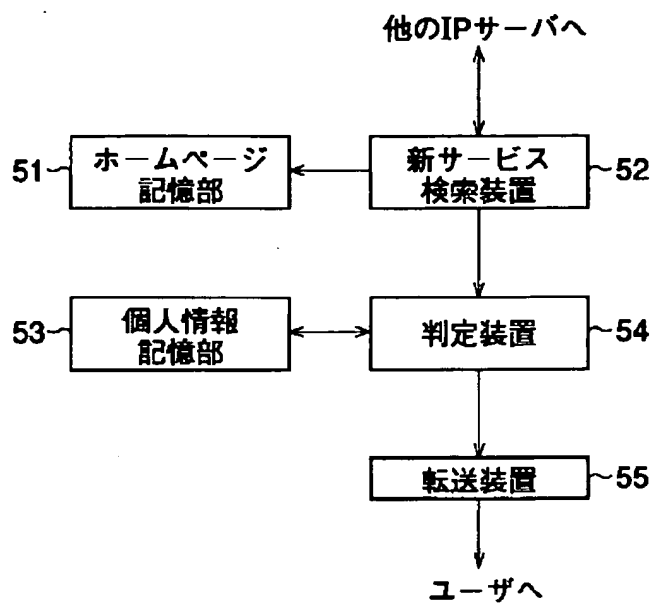 他のIPサーバへ
51
ホームページ
記憶部
新サービス
検索装置
52
53
個人情報
記憶部
判定装置
54
転送装置
55
ユーザへ